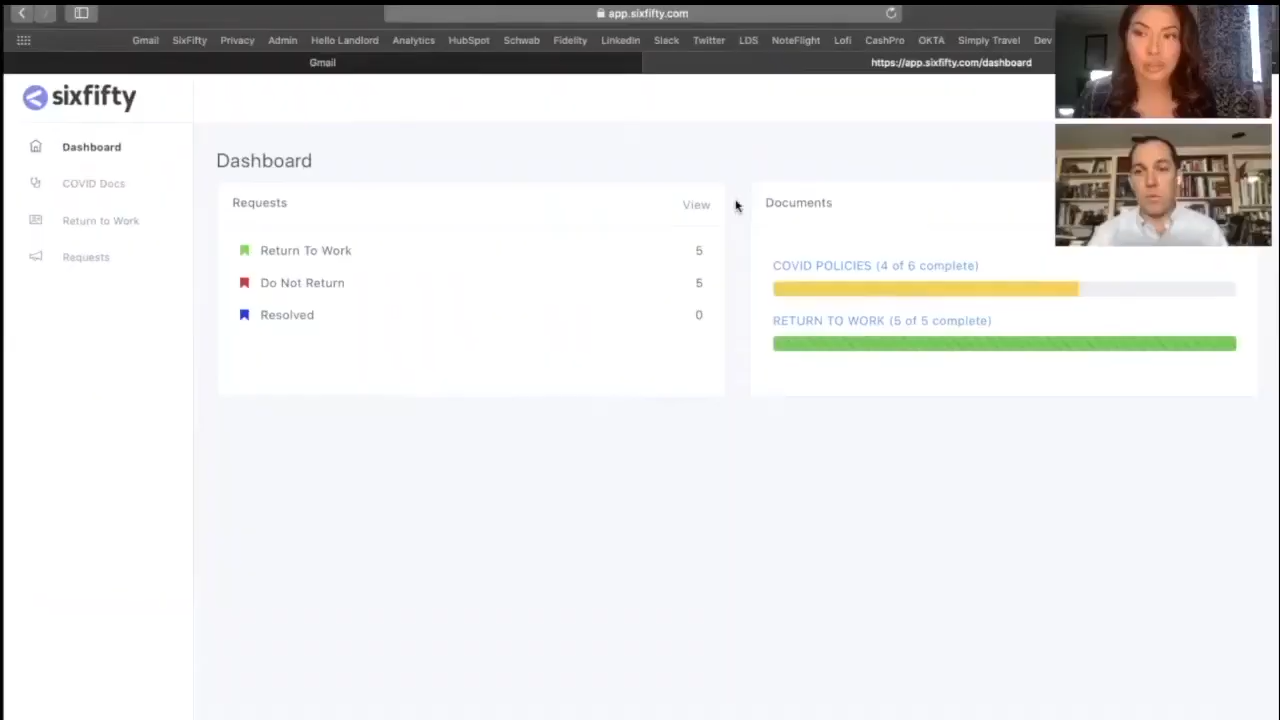 app.sixfifty.com
Gmail SixFifty Privacy Admin Hello Landlord Analytics HubSpot Schwab Fidelity LinkedIn Slack Twitter LDS NoteFlight Lofi CashPro OKTA Simply Travel Dev
Gmail https://app.sixfifty.com/dashboard
sixfifty
Dashboard
COVID Docs
Return to Work
Requests
Dashboard
Requests View
Return To Work 5
Do Not Return 5
Resolved 0
Documents
COVID POLICIES (4 of 6 complete)
RETURN TO WORK (5 of 5 complete)